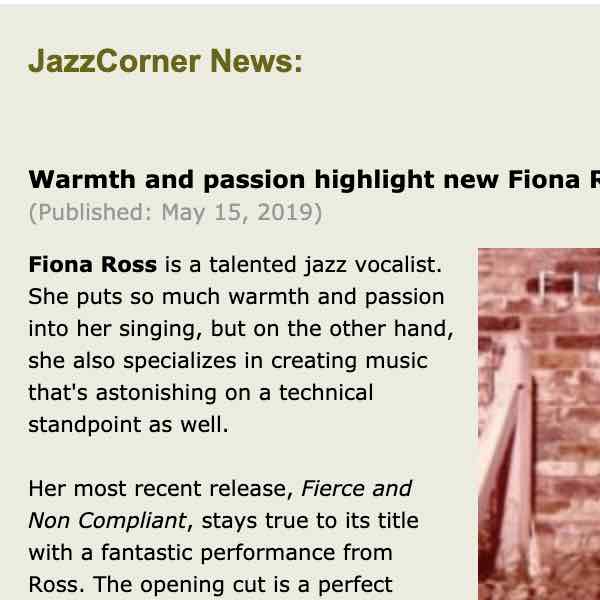 JazzCorner News:
Warmth and passion highlight new Fiona
(Published: May 15, 2019)
Fiona Ross is a talented jazz vocalist.
She puts so much warmth and passion
into her singing, but on the other hand,
she also specializes in creating music
that's astonishing on a technical
standpoint as well.
Her most recent release, Fierce and
Non Compliant, stays true to its title
with a fantastic performance from
Ross. The opening cut is a perfect